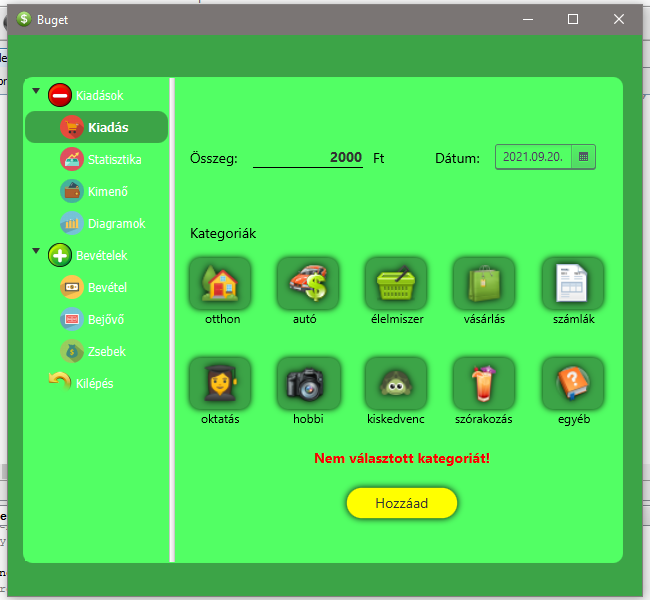 Buget
Kiadások
Kiadás
Statisztika
Kimenő
Diagramok
Bevételek
Bevétel
Bejövő
Zsebek
Kilépés
Összeg: 2000 Ft Dátum: 2021.09.20.
Kategoriák
otthon autó élelmiszer vásárlás számlák
oktatás hobbi kiskedvenc szórakozás egyéb
Nem választott kategoriát!
Hozzáad